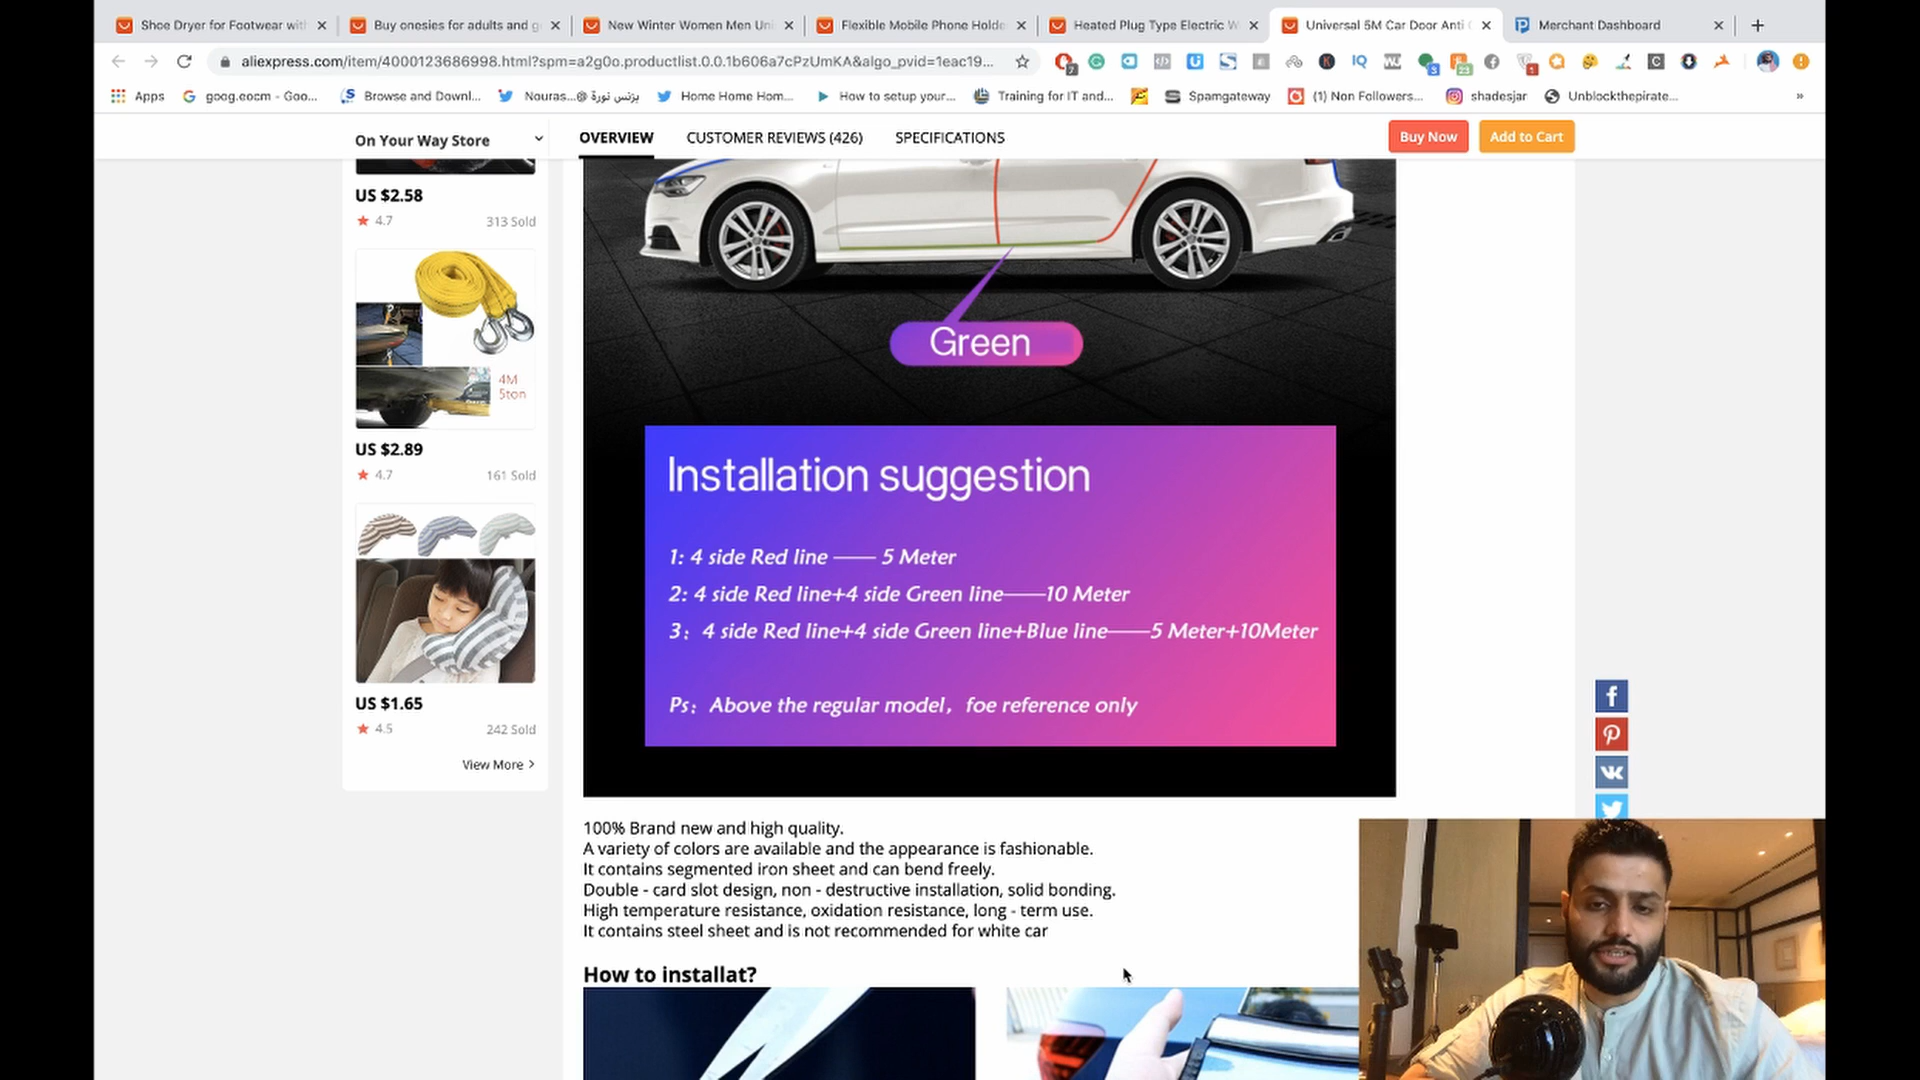 Shoe Dryer for Footwear with
Buy onesies for adults and g
New Winter Women Men Uni
Flexible Mobile Phone Holde
Heated Plug Type Electric W
Universal 5M Car Door Anti
Merchant Dashboard
aliexpress.com/item/4000123686998.html?spm=a2g0o.productlist.0.0.1b606a7cPzUmKA&algo_pvid=1eac19...
Apps
goog.eocm - Goo...
Browse and Downl...
Nouras...@ بزنس نورة
Home Home Hom...
How to setup your...
Training for IT and...
Spamgateway
(1) Non Followers...
shadesjar
Unblockthepirate...
»
On Your Way Store
OVERVIEW
CUSTOMER REVIEWS (426)
SPECIFICATIONS
Buy Now
Add to Cart
US $2.58
4.7
313 Sold
4M
5ton
US $2.89
4.7
161 Sold
US $1.65
4.5
242 Sold
View More >
Green
Installation suggestion
1: 4 side Red line —— 5 Meter
2: 4 side Red line+4 side Green line——10 Meter
3: 4 side Red line+4 side Green line+Blue line——5 Meter+10Meter
Ps: Above the regular model, foe reference only
100% Brand new and high quality.
A variety of colors are available and the appearance is fashionable.
It contains segmented iron sheet and can bend freely.
Double - card slot design, non - destructive installation, solid bonding.
High temperature resistance, oxidation resistance, long - term use.
It contains steel sheet and is not recommended for white car
How to installat?